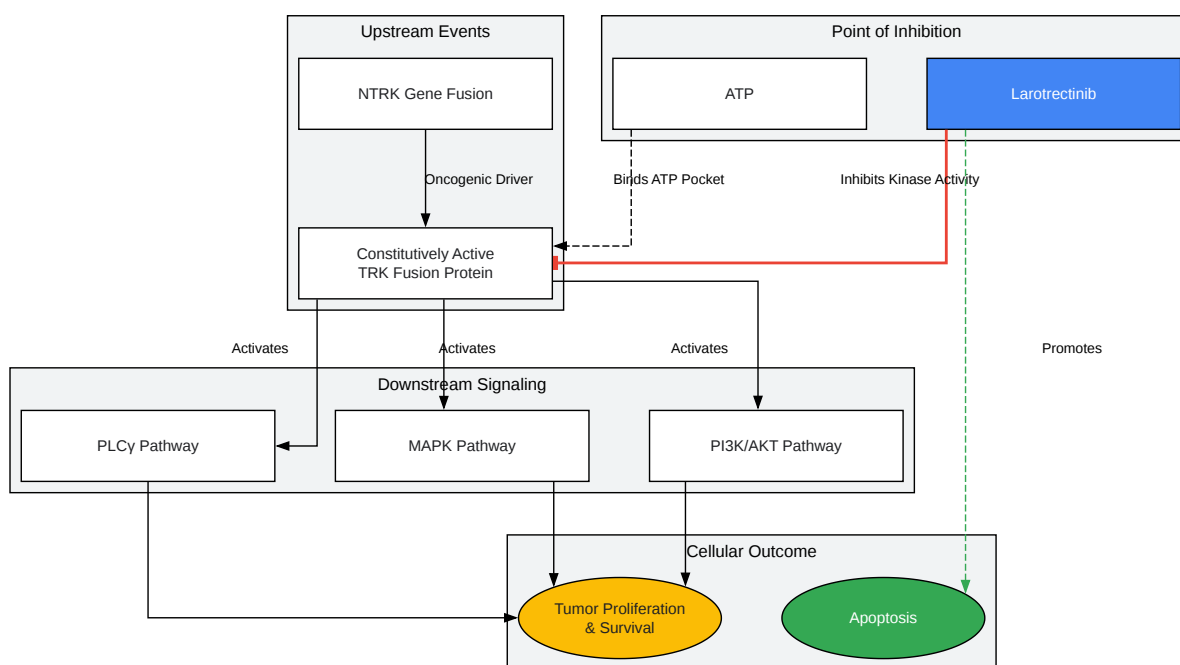 Upstream Events
Point of Inhibition
NTRK Gene Fusion
ATP
Larotrectinib
Oncogenic Driver
Binds ATP Pocket
Inhibits Kinase Activity
Constitutively Active
TRK Fusion Protein
Activates
Activates
Activates
Promotes
Downstream Signaling
PLCγ Pathway
MAPK Pathway
PI3K/AKT Pathway
Cellular Outcome
Tumor Proliferation
& Survival
Apoptosis